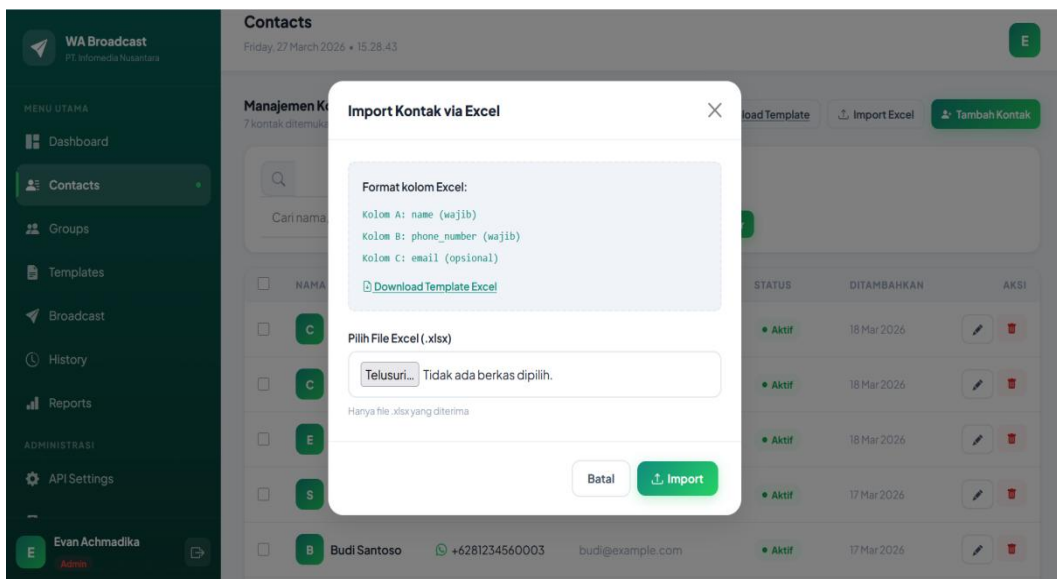 Contacts
Friday, 27 March 2026 • 15.28.43
E
WA Broadcast
PT. Infomedia Nusantara
MENU UTAMA
Dashboard
Contacts
Groups
Templates
Broadcast
History
Reports
ADMINISTRASI
API Settings
E
Evan Achmadika
Admin
Manajemen
7 kontak
Template
Import Excel
Tambah Kontak
Import Kontak via Excel
Format kolom Excel:
Kolom A: name (wajib)
Kolom B: phone_number (wajib)
Kolom C: email (opsional)
Download Template Excel
Pilih File Excel (.xlsx)
Telusuri... Tidak ada berkas dipilih.
Hanya file .xlsx yang diterima
Batal
Import
Cari nama,
NAMA STATUS DITAMBAHKAN AKSI
C • Aktif 18 Mar 2026
C • Aktif 18 Mar 2026
E • Aktif 18 Mar 2026
S • Aktif 17 Mar 2026
B Budi Santoso +6281234560003 budi@example.com • Aktif 17 Mar 2026